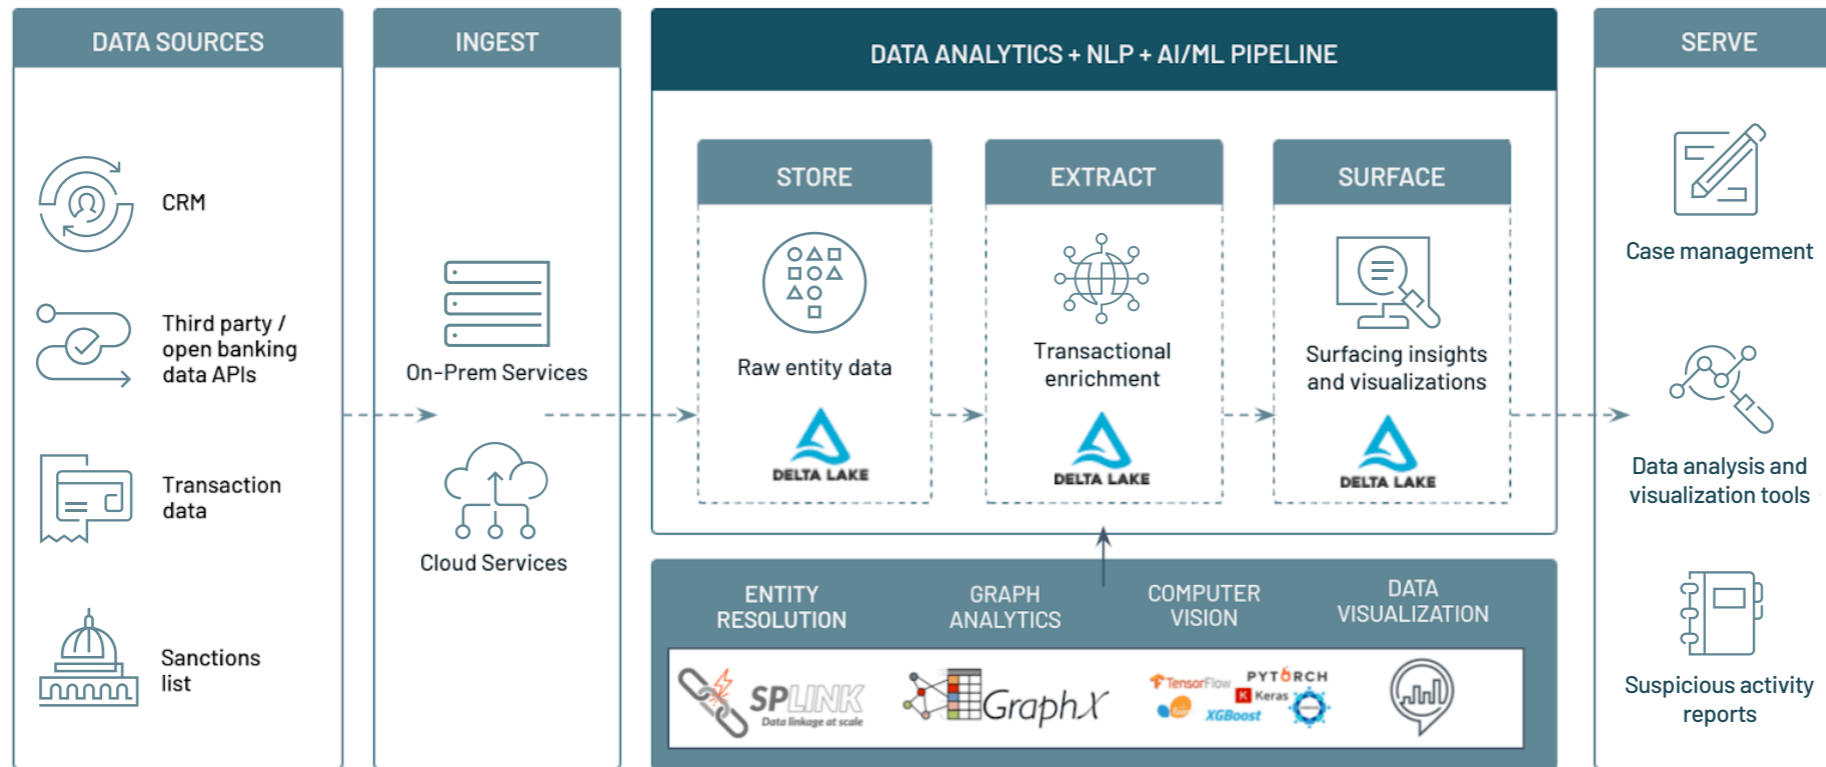 DATA SOURCES
CRM
Third party /
open banking
data APIs
Transaction
data
Sanctions
list
INGEST
On-Prem Services
Cloud Services
DATA ANALYTICS + NLP + AI/ML PIPELINE
STORE
Raw entity data
DELTA LAKE
EXTRACT
Transactional
enrichment
DELTA LAKE
SURFACE
Surfacing insights
and visualizations
DELTA LAKE
ENTITY
RESOLUTION
SPLINK
Data linkage at scale
GRAPH
ANALYTICS
GraphX
COMPUTER
VISION
TensorFlow
PYTORCH
K Keras
XGBoost
DATA
VISUALIZATION
SERVE
Case management
Data analysis and
visualization tools
Suspicious activity
reports